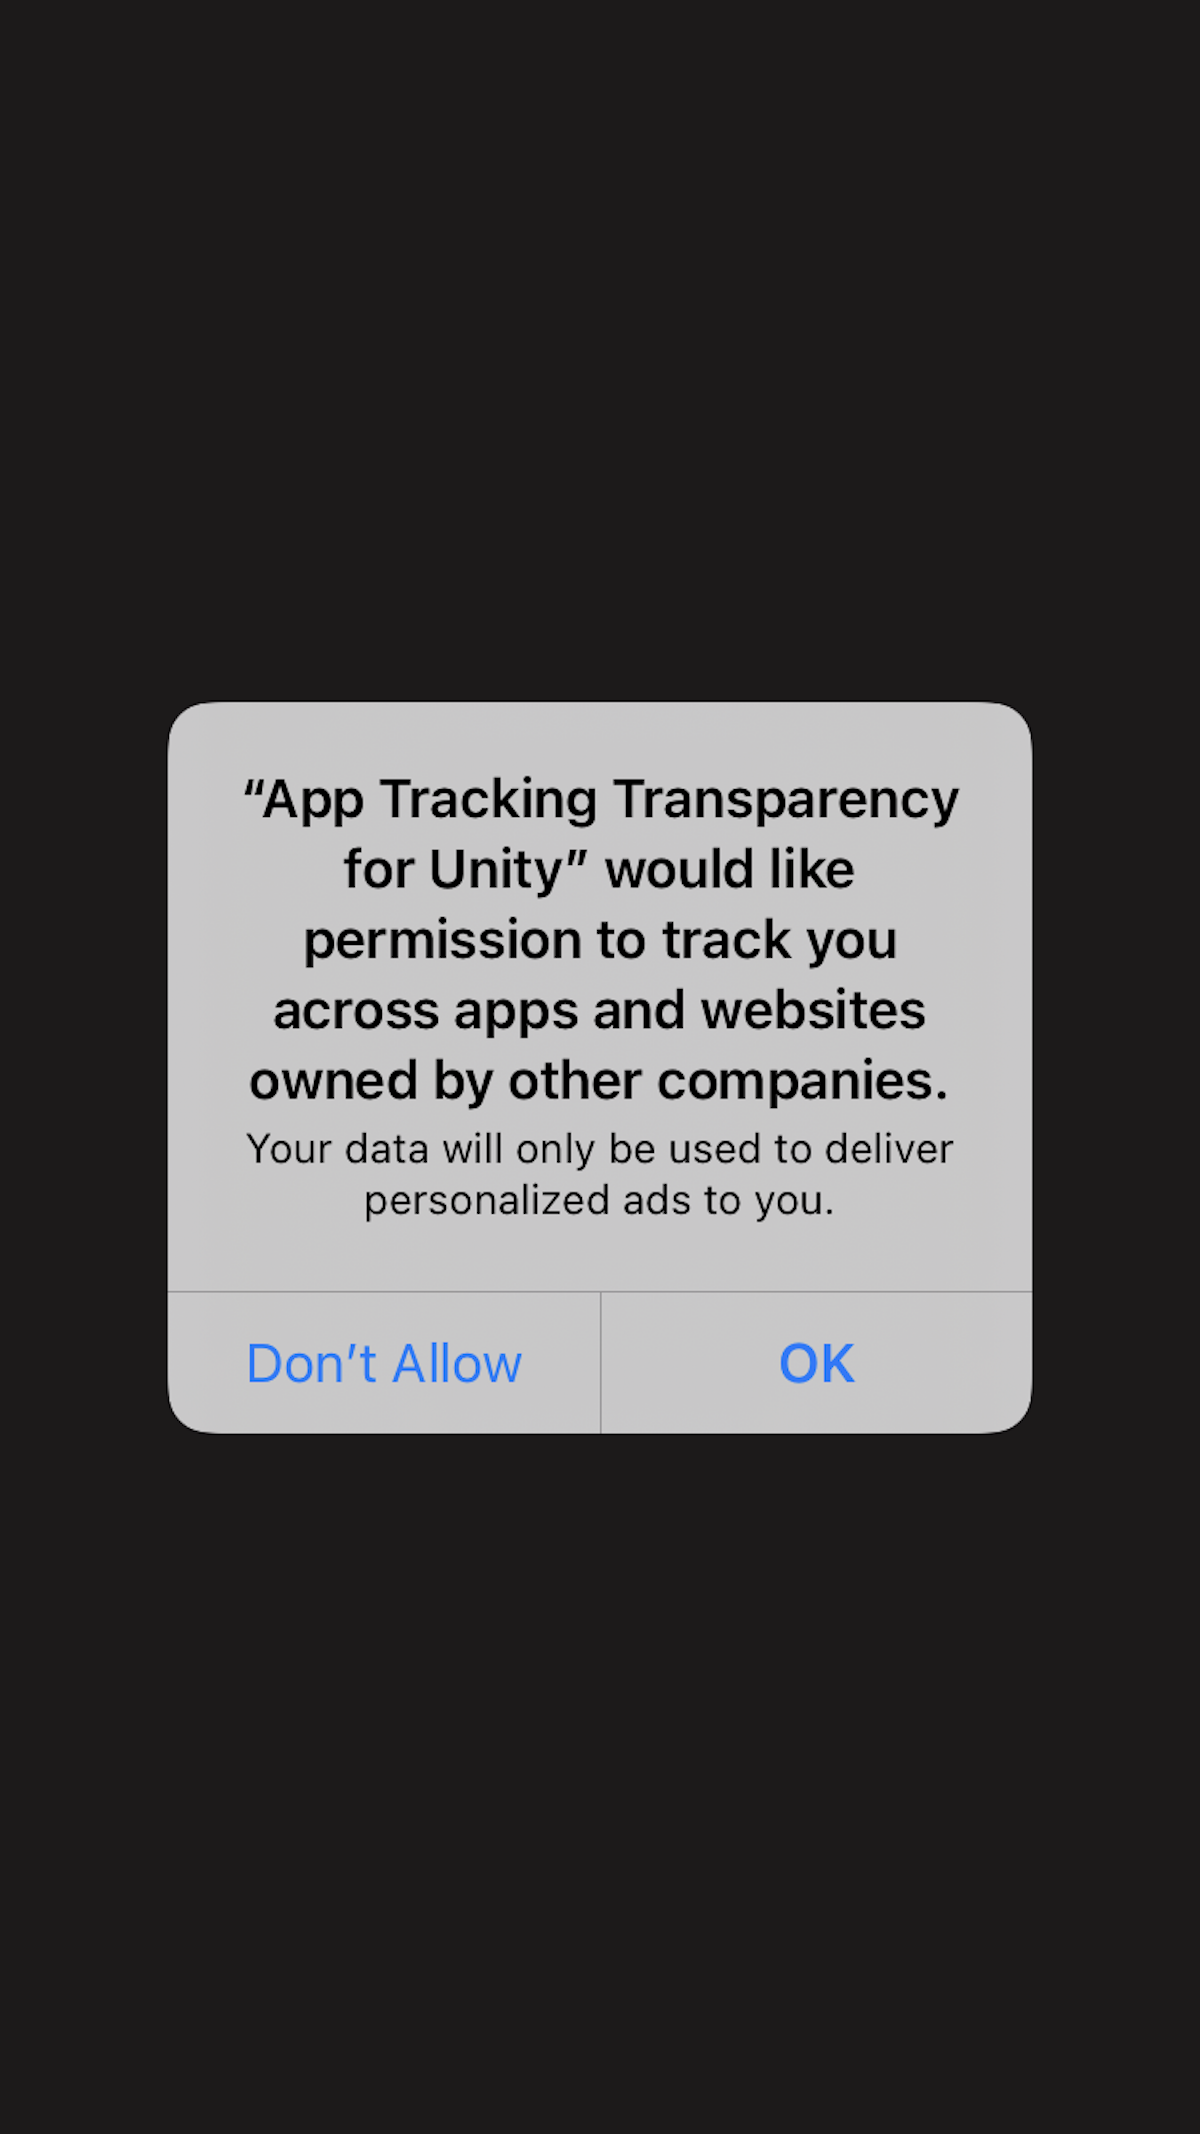 “App Tracking Transparency
for Unity” would like
permission to track you
across apps and websites
owned by other companies.
Your data will only be used to deliver
personalized ads to you.
Don’t Allow
OK